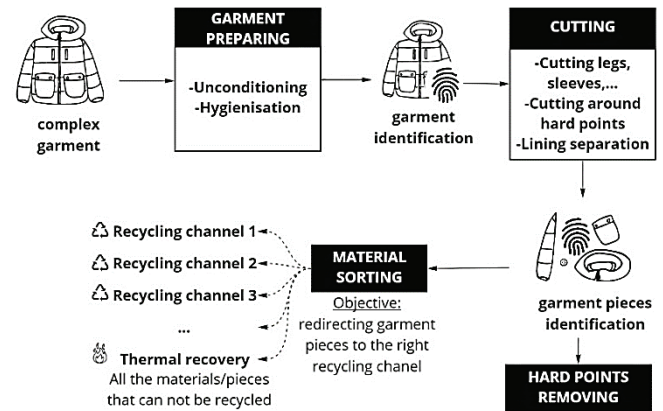 complex
garment
GARMENT
PREPARING
-Unconditioning
-Hygienisation
garment
identification
CUTTING
-Cutting legs,
sleeves,...
-Cutting around
hard points
-Lining separation
garment pieces
identification
HARD POINTS
REMOVING
MATERIAL
SORTING
Objective:
redirecting garment
pieces to the right
recycling chanel
Recycling channel 1
Recycling channel 2
Recycling channel 3
...
Thermal recovery
All the materials/pieces
that can not be recycled